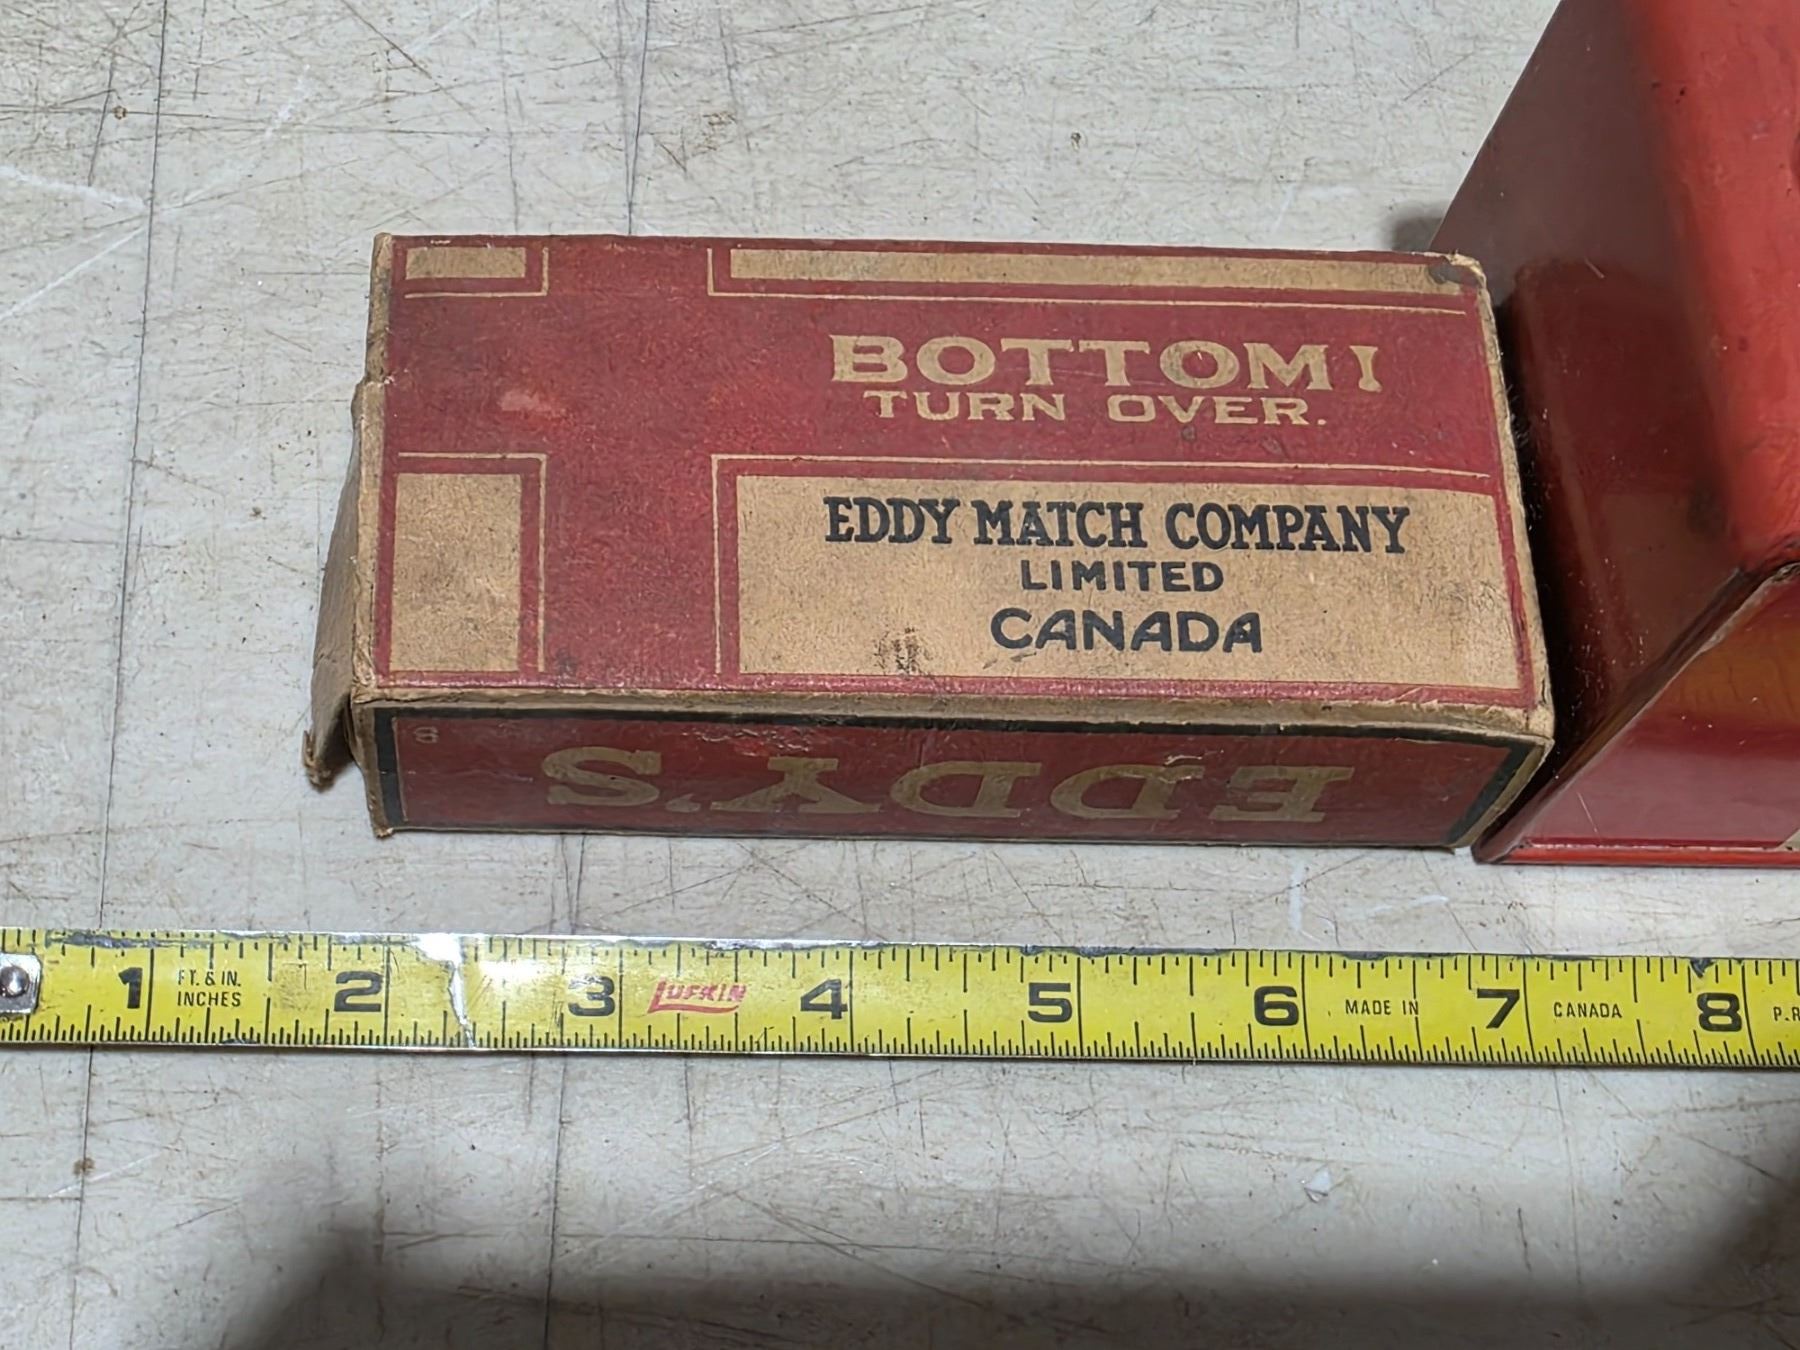 BOTTOM!
TURN OVER.
EDDY MATCH COMPANY
LIMITED
CANADA
EDDY'S
1 FT. & IN. INCHES 2 3 LUFKIN 4 5 6 MADE IN 7 CANADA 8